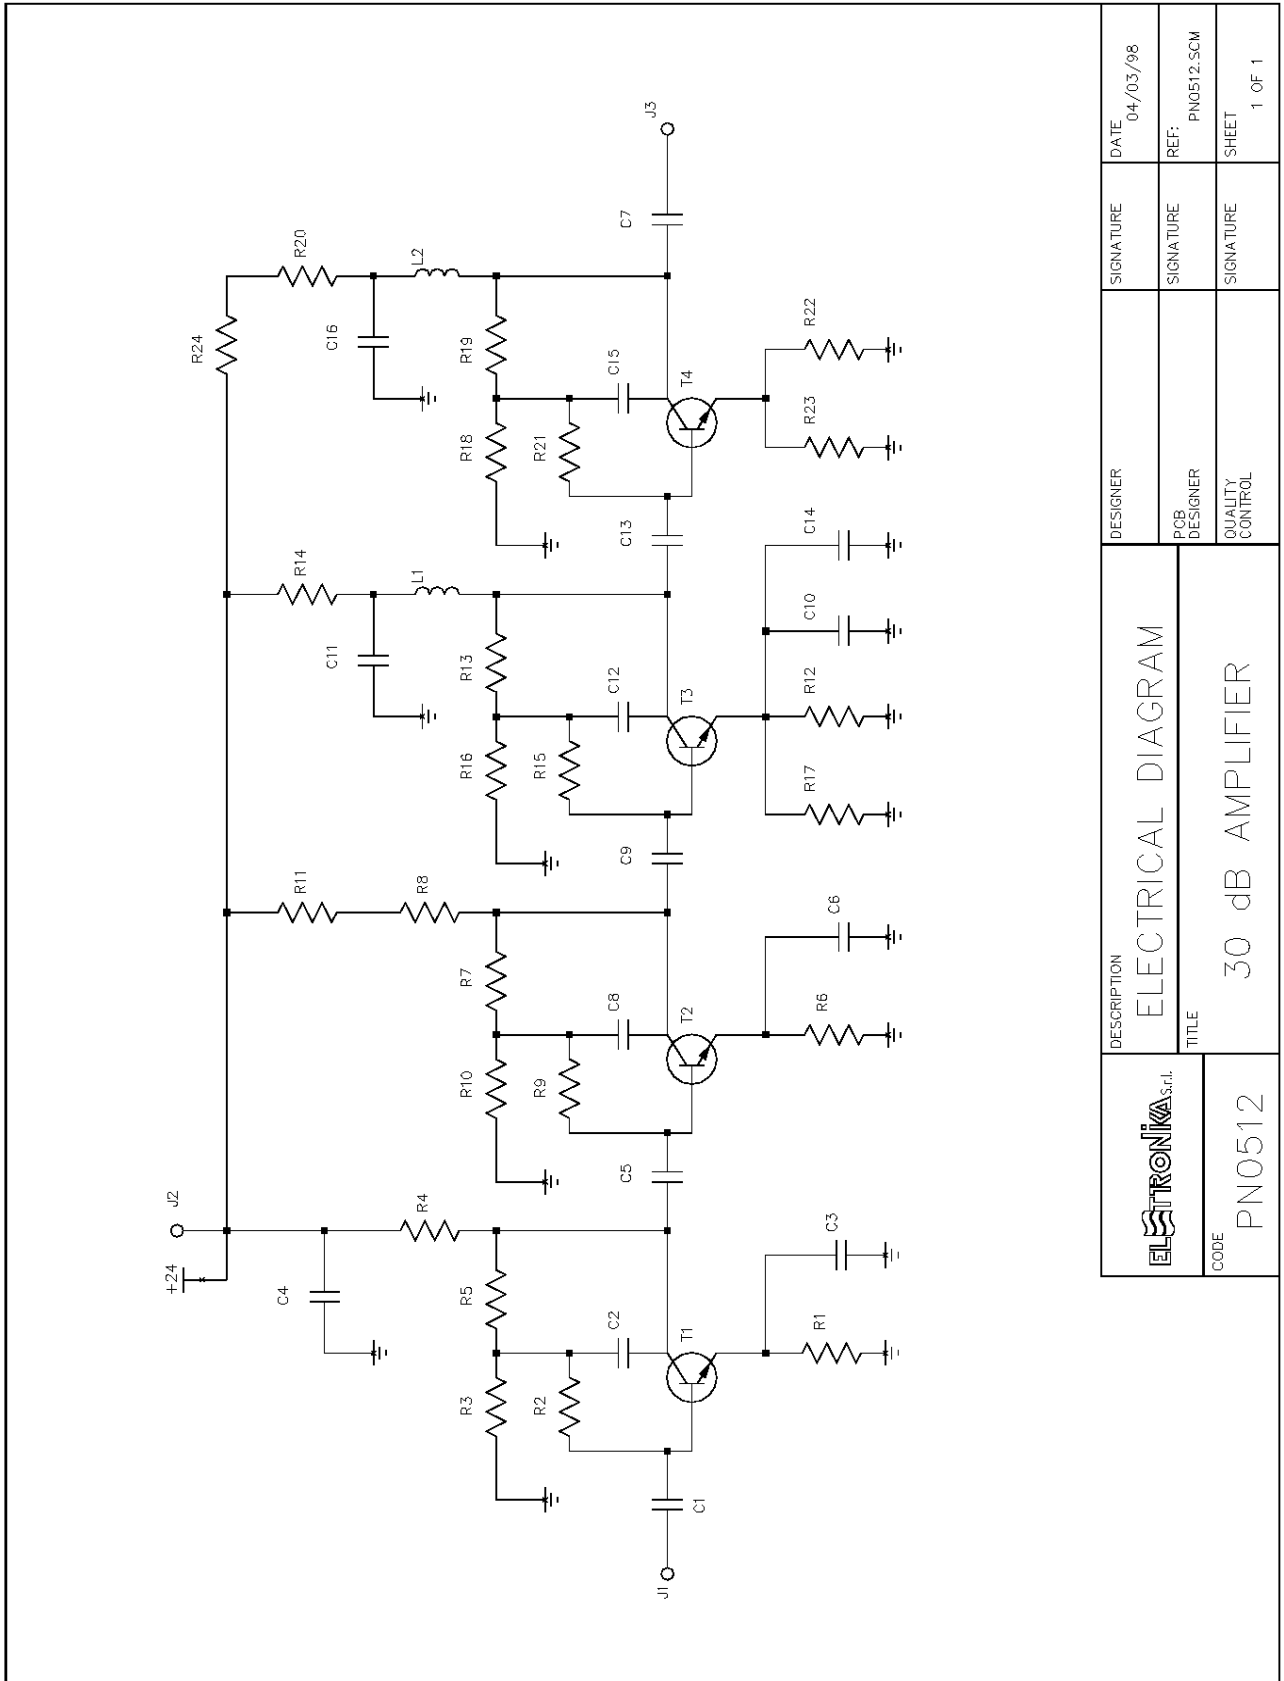 J2
+24
R24
R20
L2
C16
R14
L1
C11
R11
R8
R4
C4
R19
R18
R21
C15
T4
C7
J3
R22
R23
C13
R13
R16
R15
C12
T3
C14
C10
R12
R17
C9
R7
R10
R9
C8
T2
C6
R6
C5
R5
R3
R2
C2
T1
C3
R1
C1
J1
ELETTRONIKA S.r.l.
CODE
PN0512
DESCRIPTION
ELECTRICAL DIAGRAM
TITLE
30 dB AMPLIFIER
DESIGNER
SIGNATURE
DATE
04/03/98
PCB
DESIGNER
SIGNATURE
REF:
PN0512.SCM
QUALITY
CONTROL
SIGNATURE
SHEET
1 OF 1